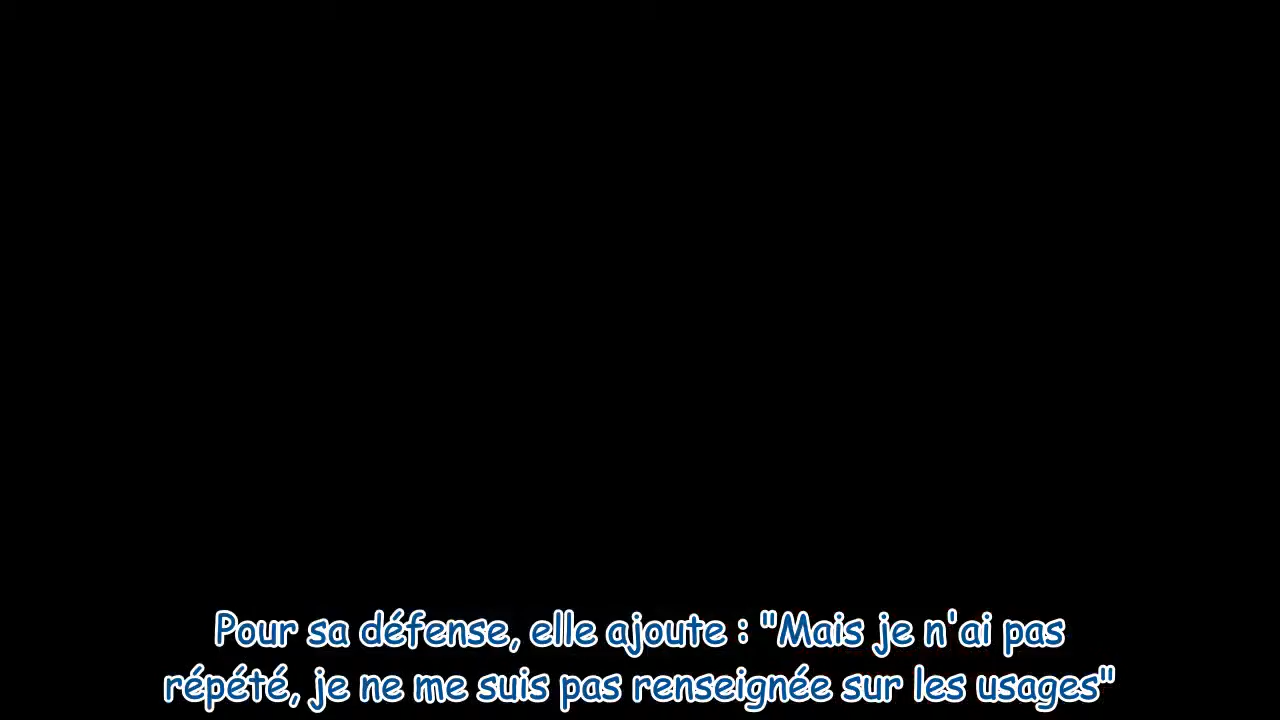 Pour sa défense, elle ajoute : "Mais je n'ai pas
répété, je ne me suis pas renseignée sur les usages"